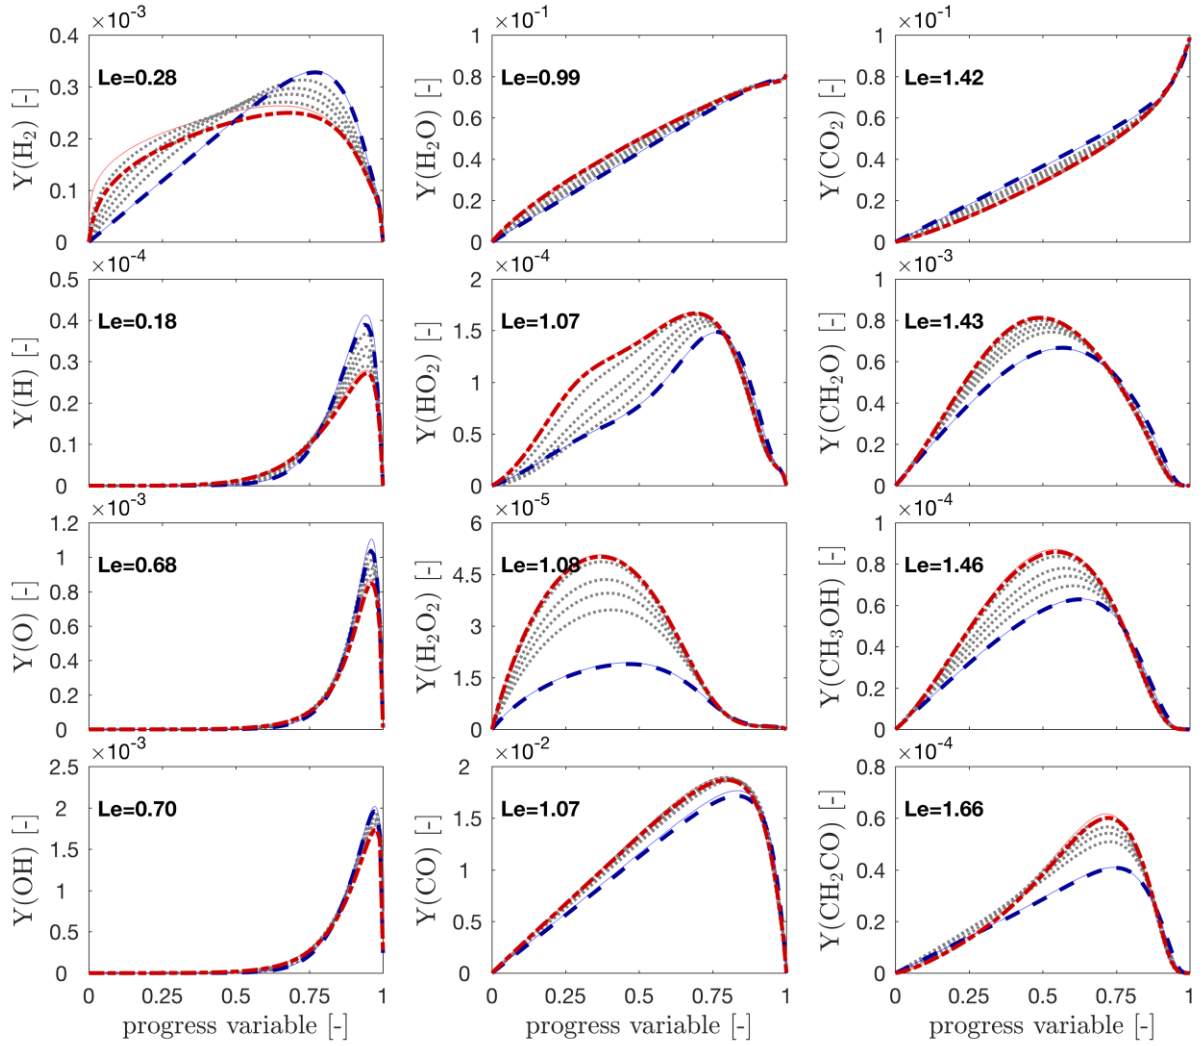 ×10⁻³
Y(H₂) [-]
0.4
0.3
0.2
0.1
0
Le=0.28
×10⁻¹
Y(H₂O) [-]
1
0.8
0.6
0.4
0.2
0
Le=0.99
×10⁻¹
Y(CO₂) [-]
1
0.8
0.6
0.4
0.2
0
Le=1.42
×10⁻⁴
Y(H) [-]
0.5
0.4
0.3
0.2
0.1
0
Le=0.18
×10⁻⁴
Y(HO₂) [-]
2
1.5
1
0.5
0
Le=1.07
×10⁻³
Y(CH₂O) [-]
1
0.8
0.6
0.4
0.2
0
Le=1.43
×10⁻³
Y(O) [-]
1.2
1
0.8
0.6
0.4
0.2
0
Le=0.68
×10⁻⁵
Y(H₂O₂) [-]
6
4.5
3
1.5
0
Le=1.08
×10⁻⁴
Y(CH₃OH) [-]
1
0.8
0.6
0.4
0.2
0
Le=1.46
×10⁻³
Y(OH) [-]
2.5
2
1.5
1
0.5
0
Le=0.70
0 0.25 0.5 0.75 1
progress variable [-]
×10⁻²
Y(CO) [-]
2
1.5
1
0.5
0
Le=1.07
0 0.25 0.5 0.75 1
progress variable [-]
×10⁻⁴
Y(CH₂CO) [-]
0.8
0.6
0.4
0.2
0
Le=1.66
0 0.25 0.5 0.75 1
progress variable [-]